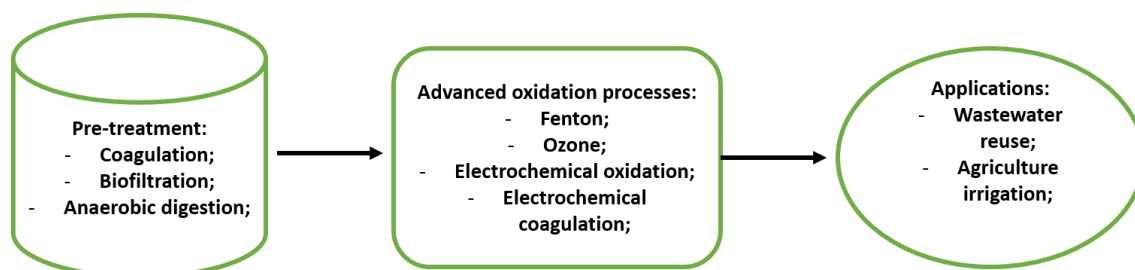 Pre-treatment:
- Coagulation;
- Biofiltration;
- Anaerobic digestion;
Advanced oxidation processes:
- Fenton;
- Ozone;
- Electrochemical oxidation;
- Electrochemical
coagulation;
Applications:
- Wastewater
reuse;
- Agriculture
irrigation;